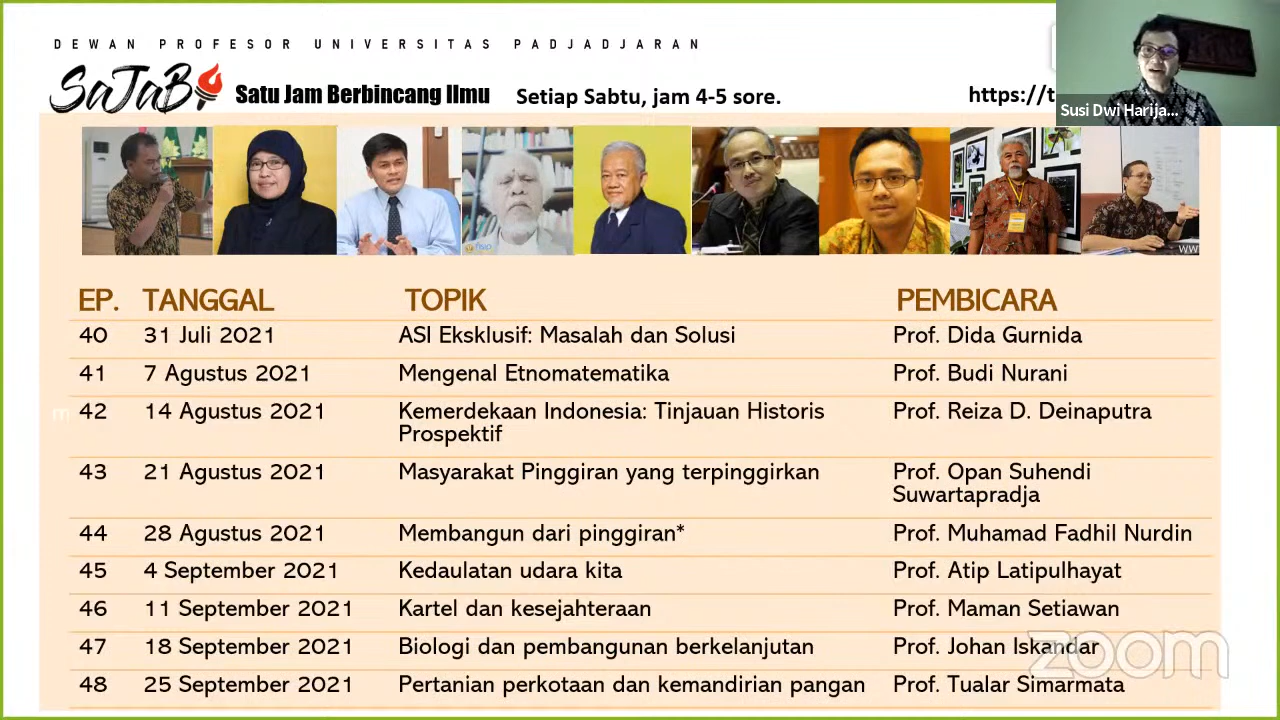 DEWAN PROFESOR UNIVERSITAS PADJADJARAN
SaJaBi Satu Jam Berbincang Ilmu Setiap Sabtu, jam 4-5 sore. https://t
Susi Dwi Harija...
WW
EP. TANGGAL TOPIK PEMBICARA
40 31 Juli 2021 ASI Eksklusif: Masalah dan Solusi Prof. Dida Gurnida
41 7 Agustus 2021 Mengenal Etnomatematika Prof. Budi Nurani
42 14 Agustus 2021 Kemerdekaan Indonesia: Tinjauan Historis Prof. Reiza D. Deinaputra
Prospektif
43 21 Agustus 2021 Masyarakat Pinggiran yang terpinggirkan Prof. Opan Suhendi
Suwartapradja
44 28 Agustus 2021 Membangun dari pinggiran* Prof. Muhamad Fadhil Nurdin
45 4 September 2021 Kedaulatan udara kita Prof. Atip Latipulhayat
46 11 September 2021 Kartel dan kesejahteraan Prof. Maman Setiawan
47 18 September 2021 Biologi dan pembangunan berkelanjutan Prof. Johan Iskandar
48 25 September 2021 Pertanian perkotaan dan kemandirian pangan Prof. Tualar Simarmata
zoom